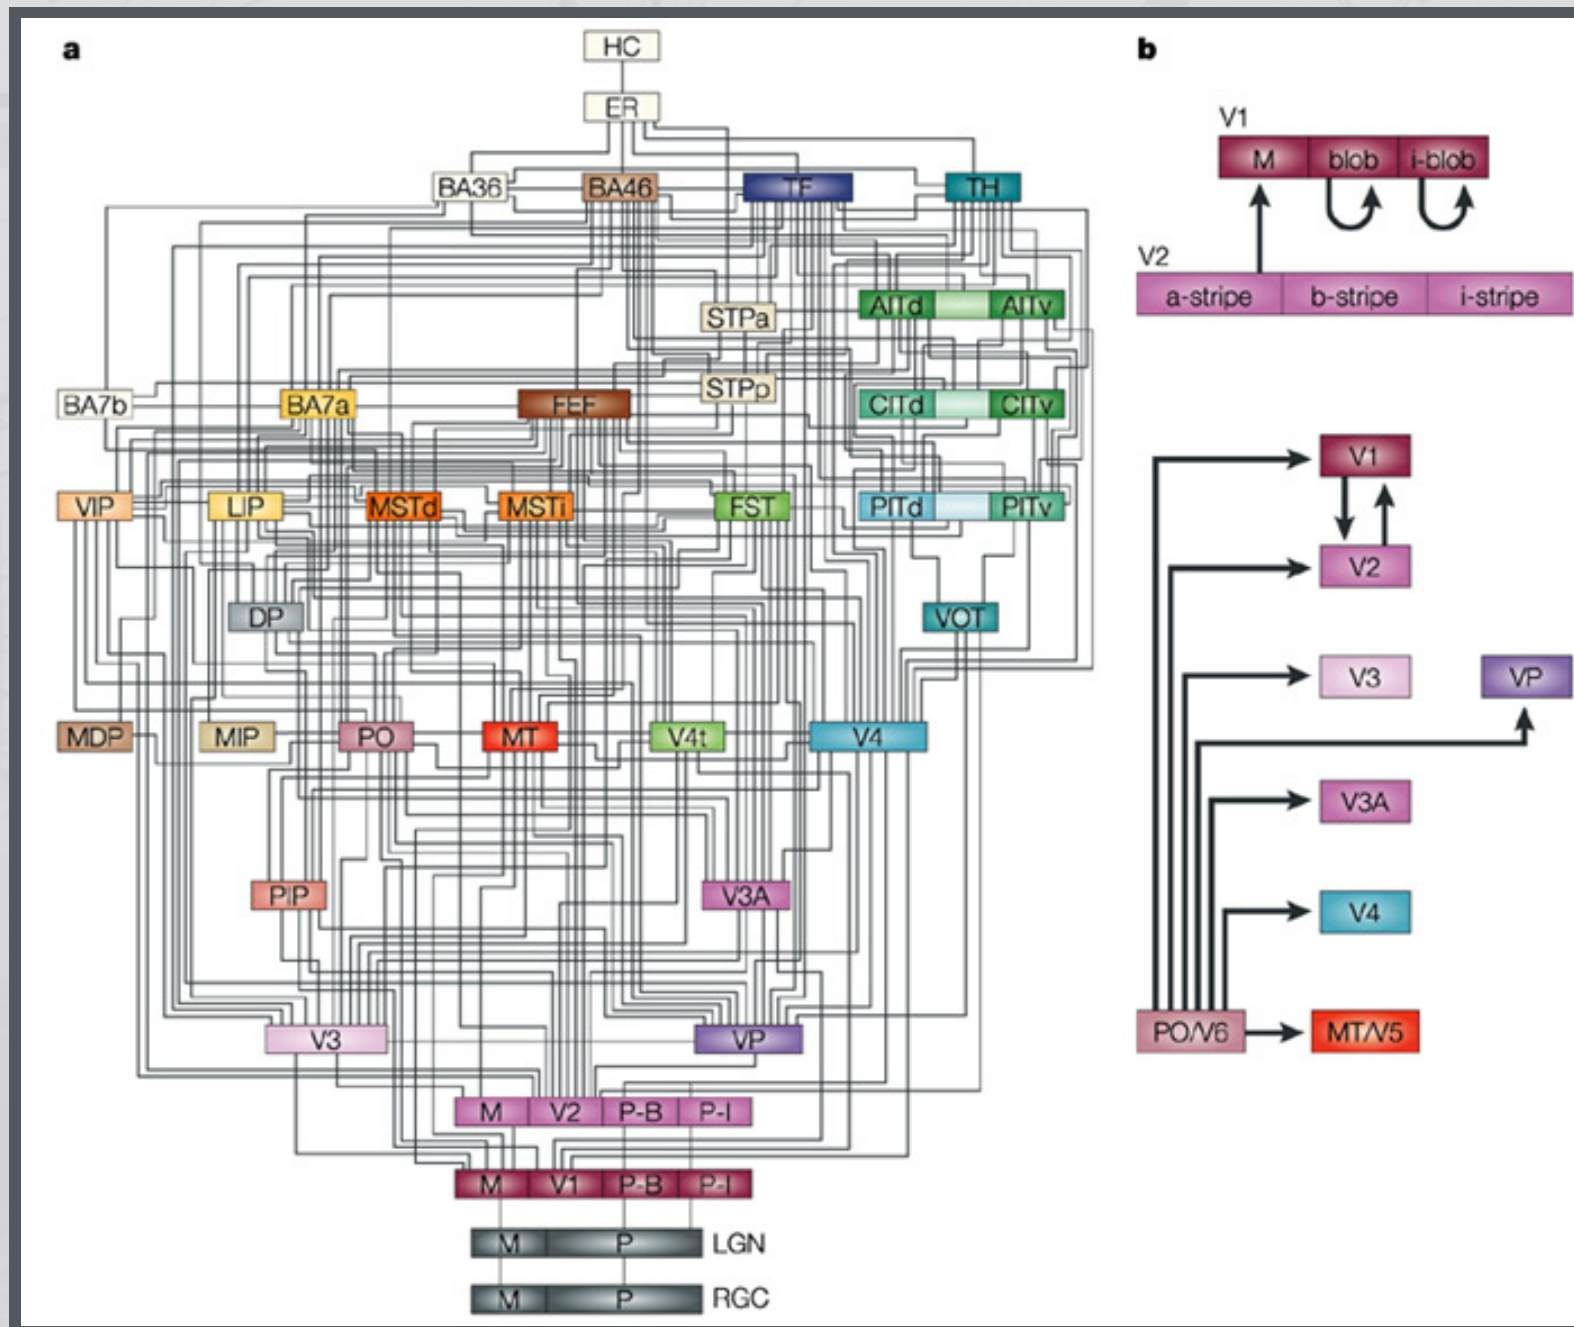 a
HC
ER
BA36 BA46 TF TH
STPa AITd AITv
STPp
BA7b BA7a FEF CITd CITv
VIP LIP MSTd MSTi FST PITd PITv
DP VOT
MDP MIP PO MT V4t V4
PIP V3A
V3 VP
M V2 P-B P-I
M V1 P-B P-I
M P LGN
M P RGC
b
V1
M blob i-blob
V2
a-stripe b-stripe i-stripe
V1
V2
V3 VP
V3A
V4
PO/V6 MT/V5